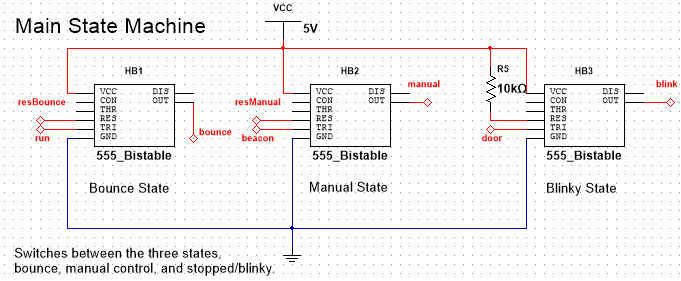 VCC
Main State Machine
5V
HB1
HB2
R5
HB3
manual
blink
10kΩ
VCC DIS
CON OUT
THR
RES
TRI
GND
resBounce
run
bounce
555_Bistable
Bounce State
VCC DIS
CON OUT
THR
RES
TRI
GND
resManual
beacon
555_Bistable
Manual State
VCC DIS
CON OUT
THR
RES
TRI
GND
door
555_Bistable
Blinky State
Switches between the three states,
bounce, manual control, and stopped/blinky.